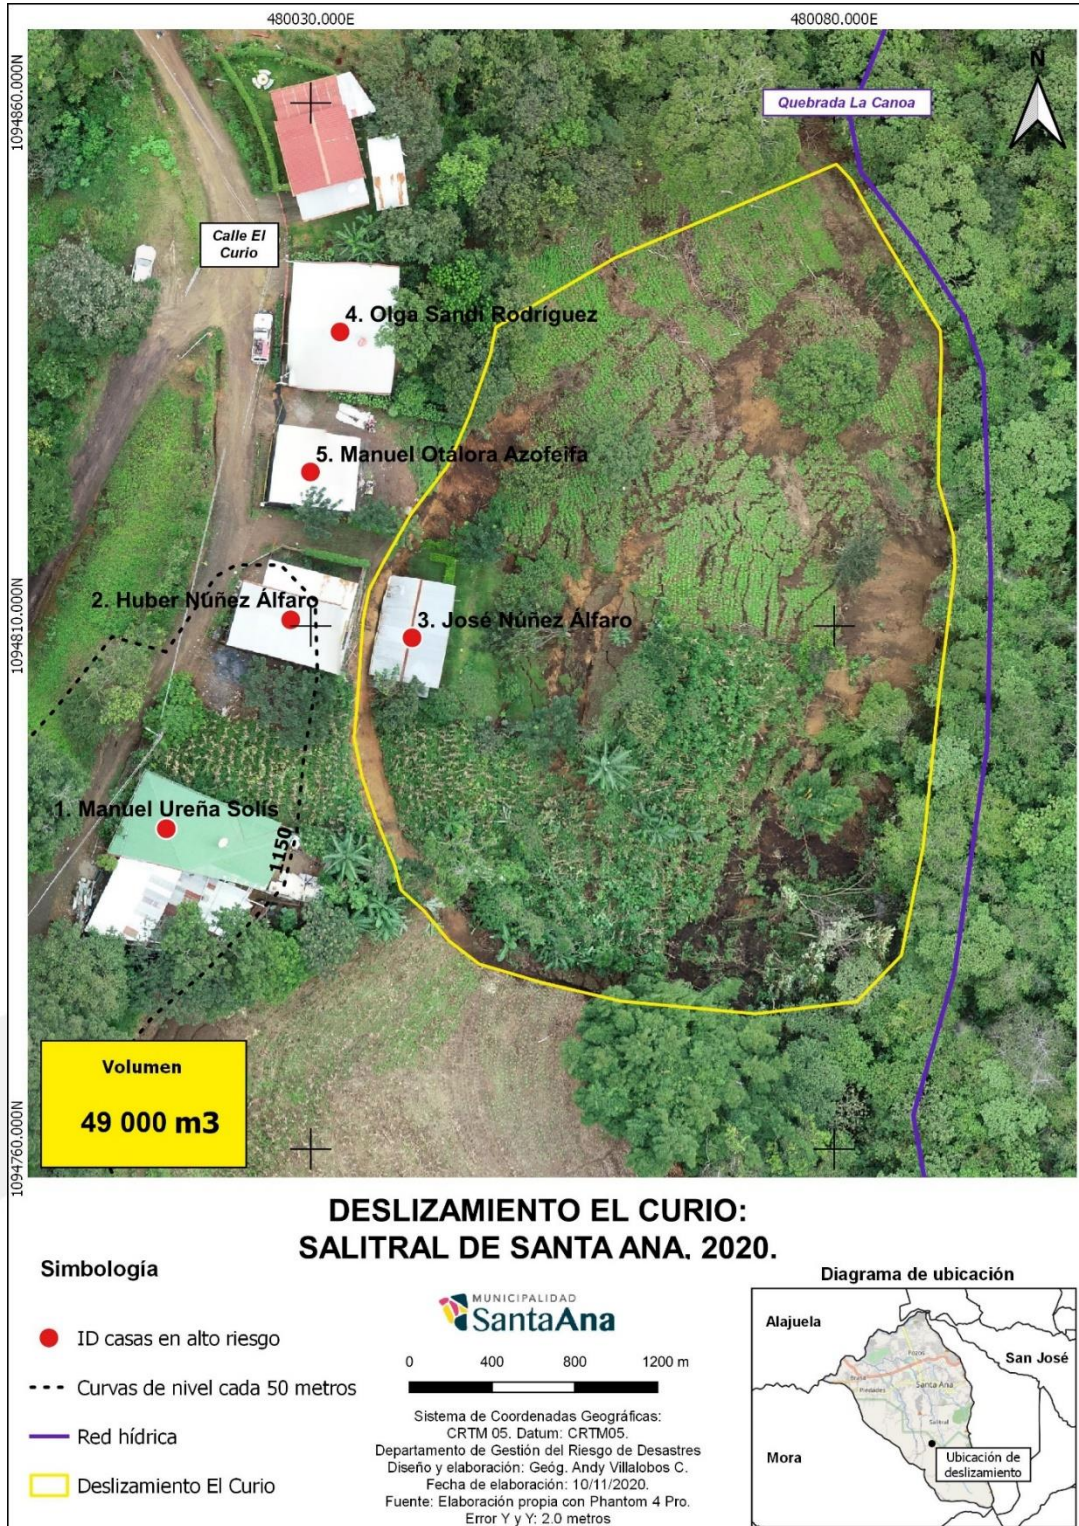 480030.000E
480080.000E
1094860.000N
N
Quebrada La Canoa
Calle El
Curio
4. Olga Sandí Rodríguez
5. Manuel Otálora Azofeifa
1094810.000N
2. Huber Núñez Álfaro
3. José Núñez Álfaro
1. Manuel Ureña Solís
1150
Volumen
49 000 m3
1094760.000N
DESLIZAMIENTO EL CURIO:
SALITRAL DE SANTA ANA, 2020.
Simbología
ID casas en alto riesgo
Curvas de nivel cada 50 metros
Red hídrica
Deslizamiento El Curio
MUNICIPALIDAD
SantaAna
0 400 800 1200 m
Sistema de Coordenadas Geográficas:
CRTM 05. Datum: CRTM05.
Departamento de Gestión del Riesgo de Desastres
Diseño y elaboración: Geóg. Andy Villalobos C.
Fecha de elaboración: 10/11/2020.
Fuente: Elaboración propia con Phantom 4 Pro.
Error Y y Y: 2.0 metros
Diagrama de ubicación
Alajuela
San José
Pozos
Piedades
Santa Ana
Salitral
Mora
Ubicación de
deslizamiento